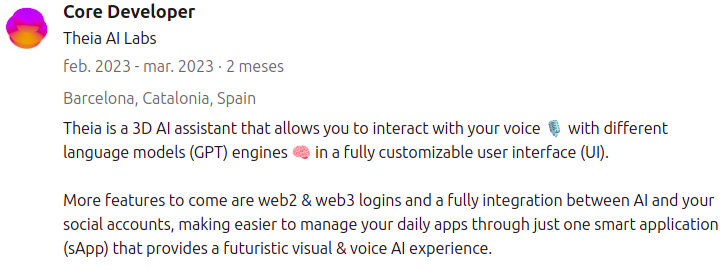 Core Developer
Theia AI Labs
feb. 2023 - mar. 2023 · 2 meses
Barcelona, Catalonia, Spain
Theia is a 3D AI assistant that allows you to interact with your voice 🎙️ with different
language models (GPT) engines 🧠 in a fully customizable user interface (UI).
More features to come are web2 & web3 logins and a fully integration between AI and your
social accounts, making easier to manage your daily apps through just one smart application
(sApp) that provides a futuristic visual & voice AI experience.